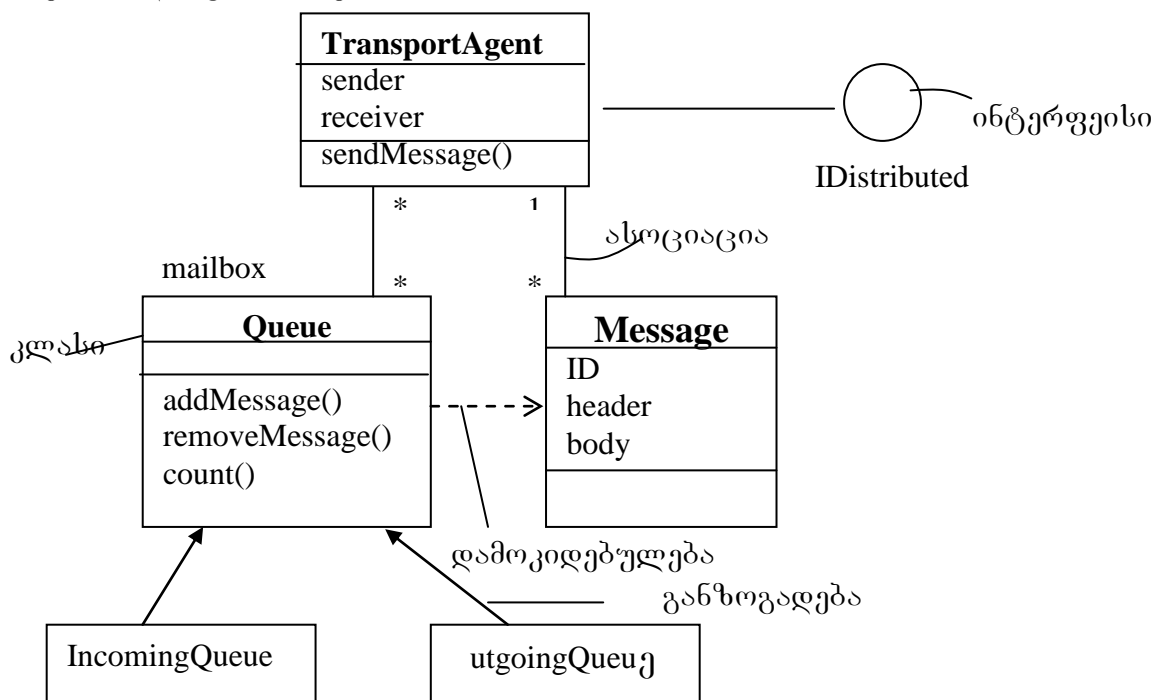 TransportAgent
sender
receiver
sendMessage()
ინტერფეისი
IDistributed
* 1
ასოციაცია
mailbox
* *
კლასი
Queue
addMessage()
removeMessage()
count()
Message
ID
header
body
დამოკიდებულება
განზოგადება
IncomingQueue
utgoingQueuე